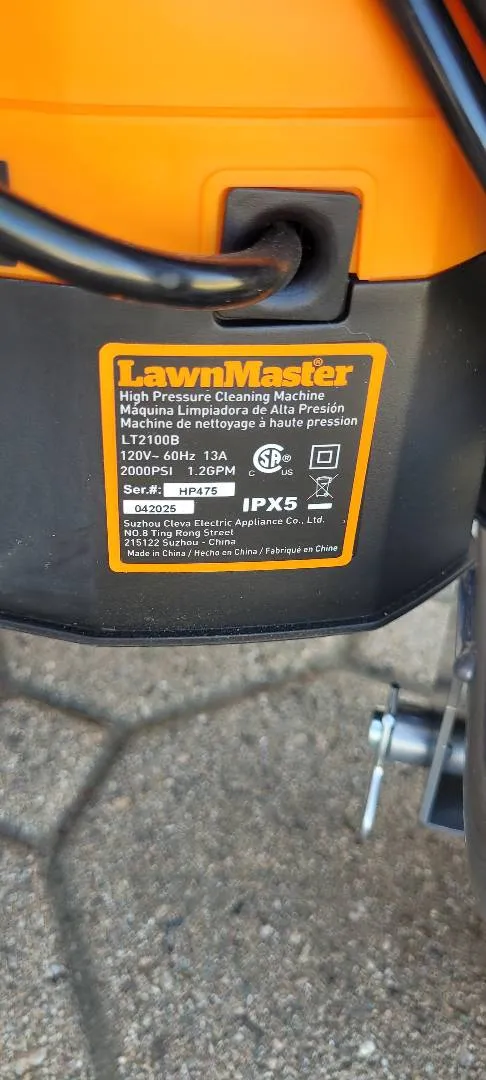 LawnMaster®
High Pressure Cleaning Machine
Máquina Limpiadora de Alta Presión
Machine de nettoyage à haute pression
LT2100B
120V~ 60Hz 13A
2000PSI 1.2GPM
C SA US
Ser.#: HP475
042025 IPX5
Suzhou Cleva Electric Appliance Co., Ltd.
NO.8 Ting Rong Street
215122 Suzhou - China
Made in China / Hecho en China / Fabriqué en Chine